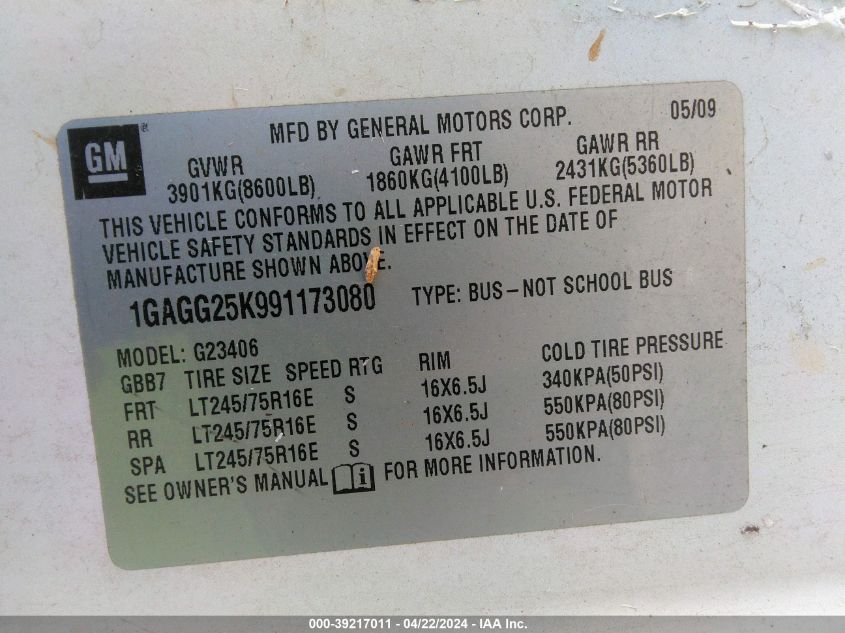 GM ® MFD BY GENERAL MOTORS CORP. 05/09
GVWR GAWR FRT GAWR RR
3901KG(8600LB) 1860KG(4100LB) 2431KG(5360LB)
THIS VEHICLE CONFORMS TO ALL APPLICABLE U.S. FEDERAL MOTOR
VEHICLE SAFETY STANDARDS IN EFFECT ON THE DATE OF
MANUFACTURE SHOWN ABOVE.
1GAGG25K991173080 TYPE: BUS-NOT SCHOOL BUS
MODEL: G23406
GBB7 TIRE SIZE SPEED RTG RIM COLD TIRE PRESSURE
FRT LT245/75R16E S 16X6.5J 340KPA(50PSI)
RR LT245/75R16E S 16X6.5J 550KPA(80PSI)
SPA LT245/75R16E S 16X6.5J 550KPA(80PSI)
SEE OWNER'S MANUAL i FOR MORE INFORMATION.
000-39217011 - 04/22/2024 - IAA Inc.